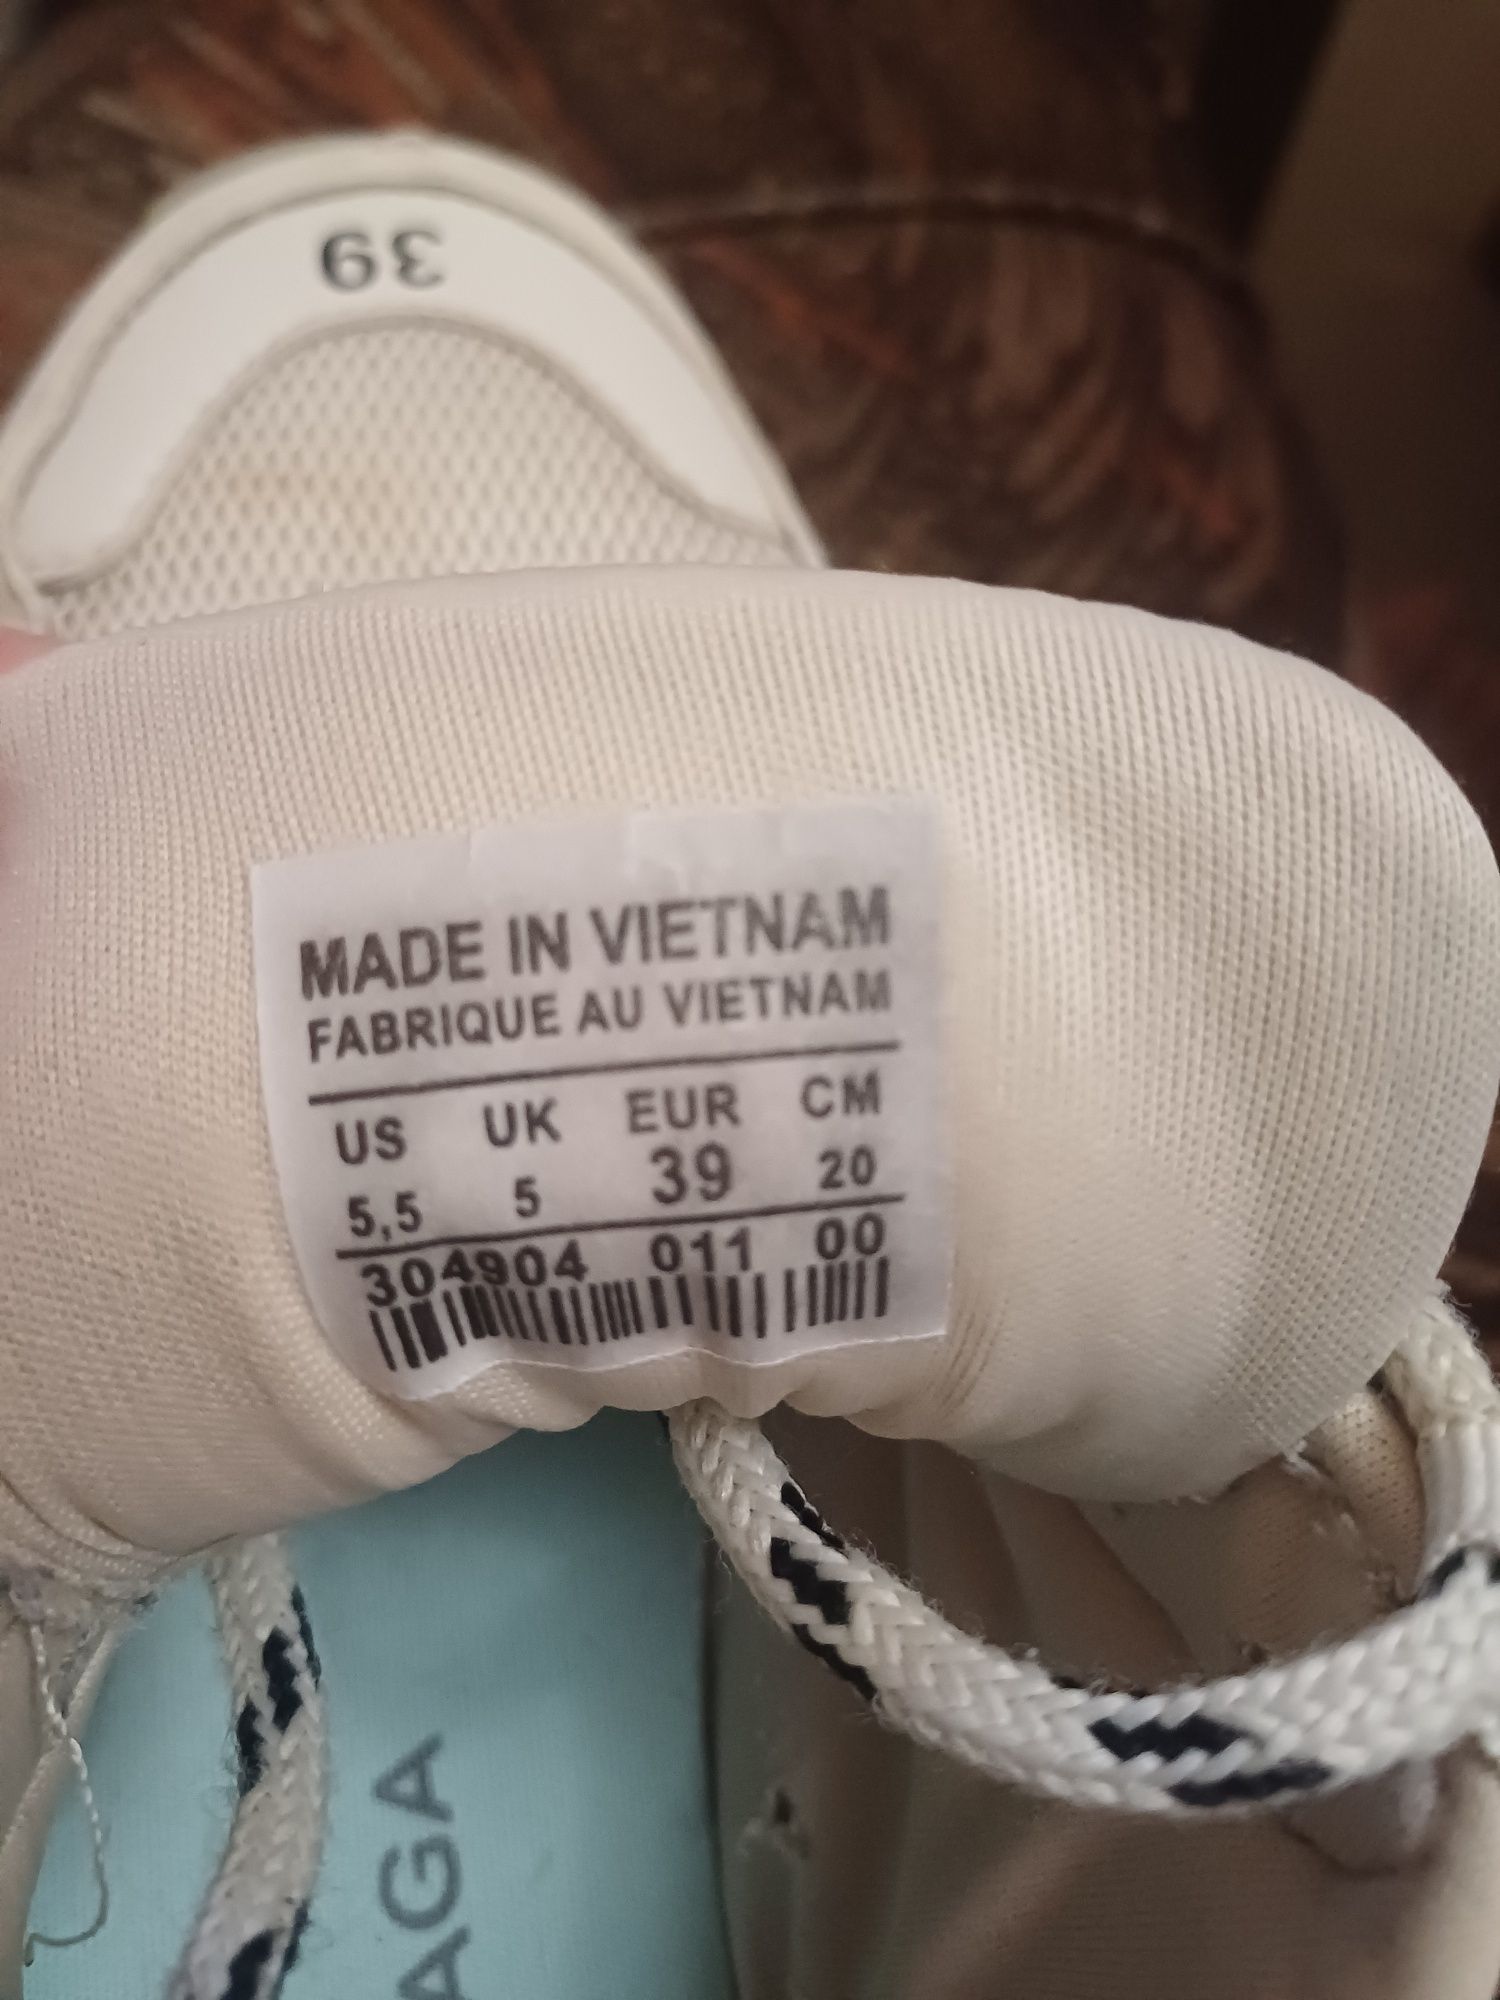 39
MADE IN VIETNAM
FABRIQUE AU VIETNAM
US UK EUR CM
5,5 5 39 20
304904 011 00
AGA